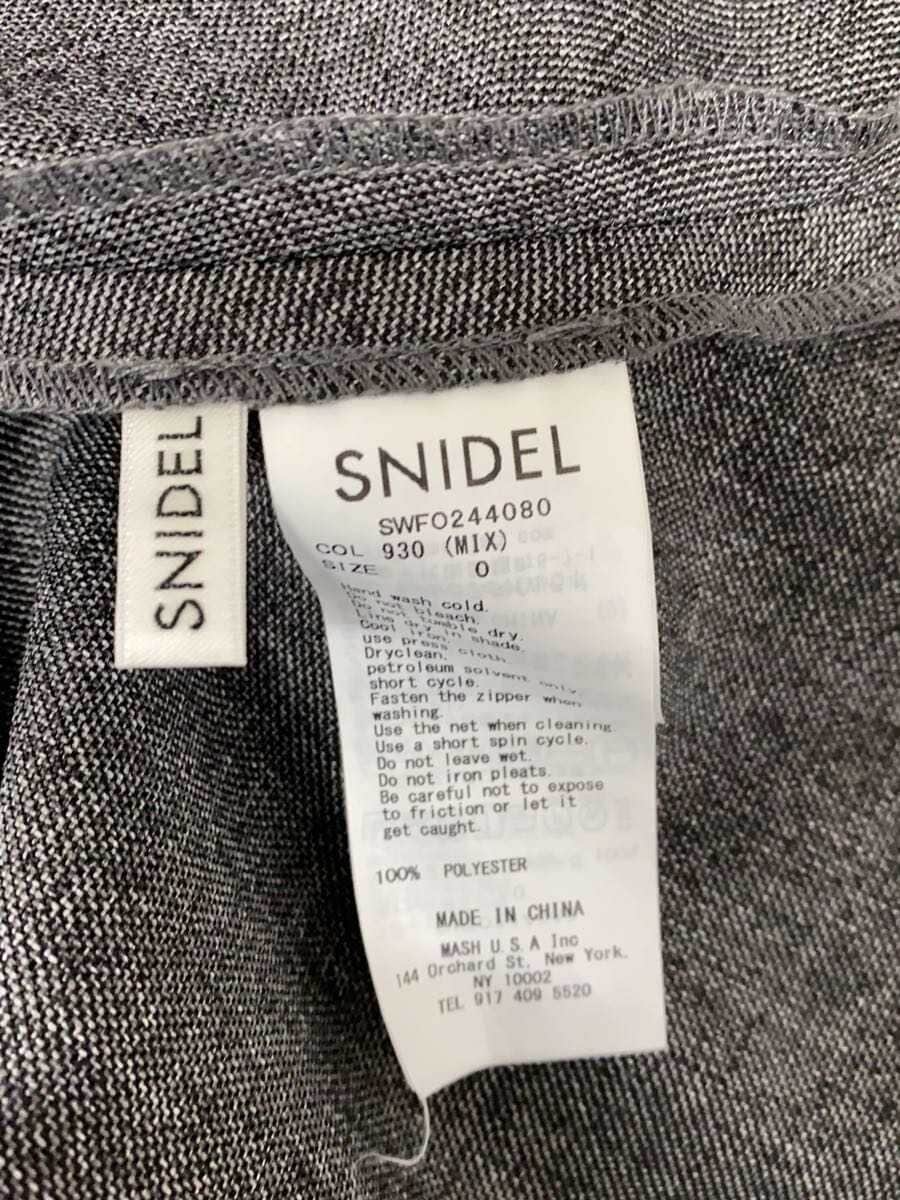 SNIDEL
SNIDEL
SWFO244080
COL 930 (MIX)
SIZE 0
Hand wash cold.
Do not bleach.
Do not tumble dry.
Line dry in shade.
Cool iron.
use press cloth
Dryclean.
petroleum solvent only
short cycle.
Fasten the zipper when
washing.
Use the net when cleaning
Use a short spin cycle.
Do not leave wet.
Do not iron pleats.
Be careful not to expose
to friction or let it
get caught.
100% POLYESTER
MADE IN CHINA
MASH U.S.A Inc
144 Orchard St, New York.
NY 10002
TEL 917 409 5520